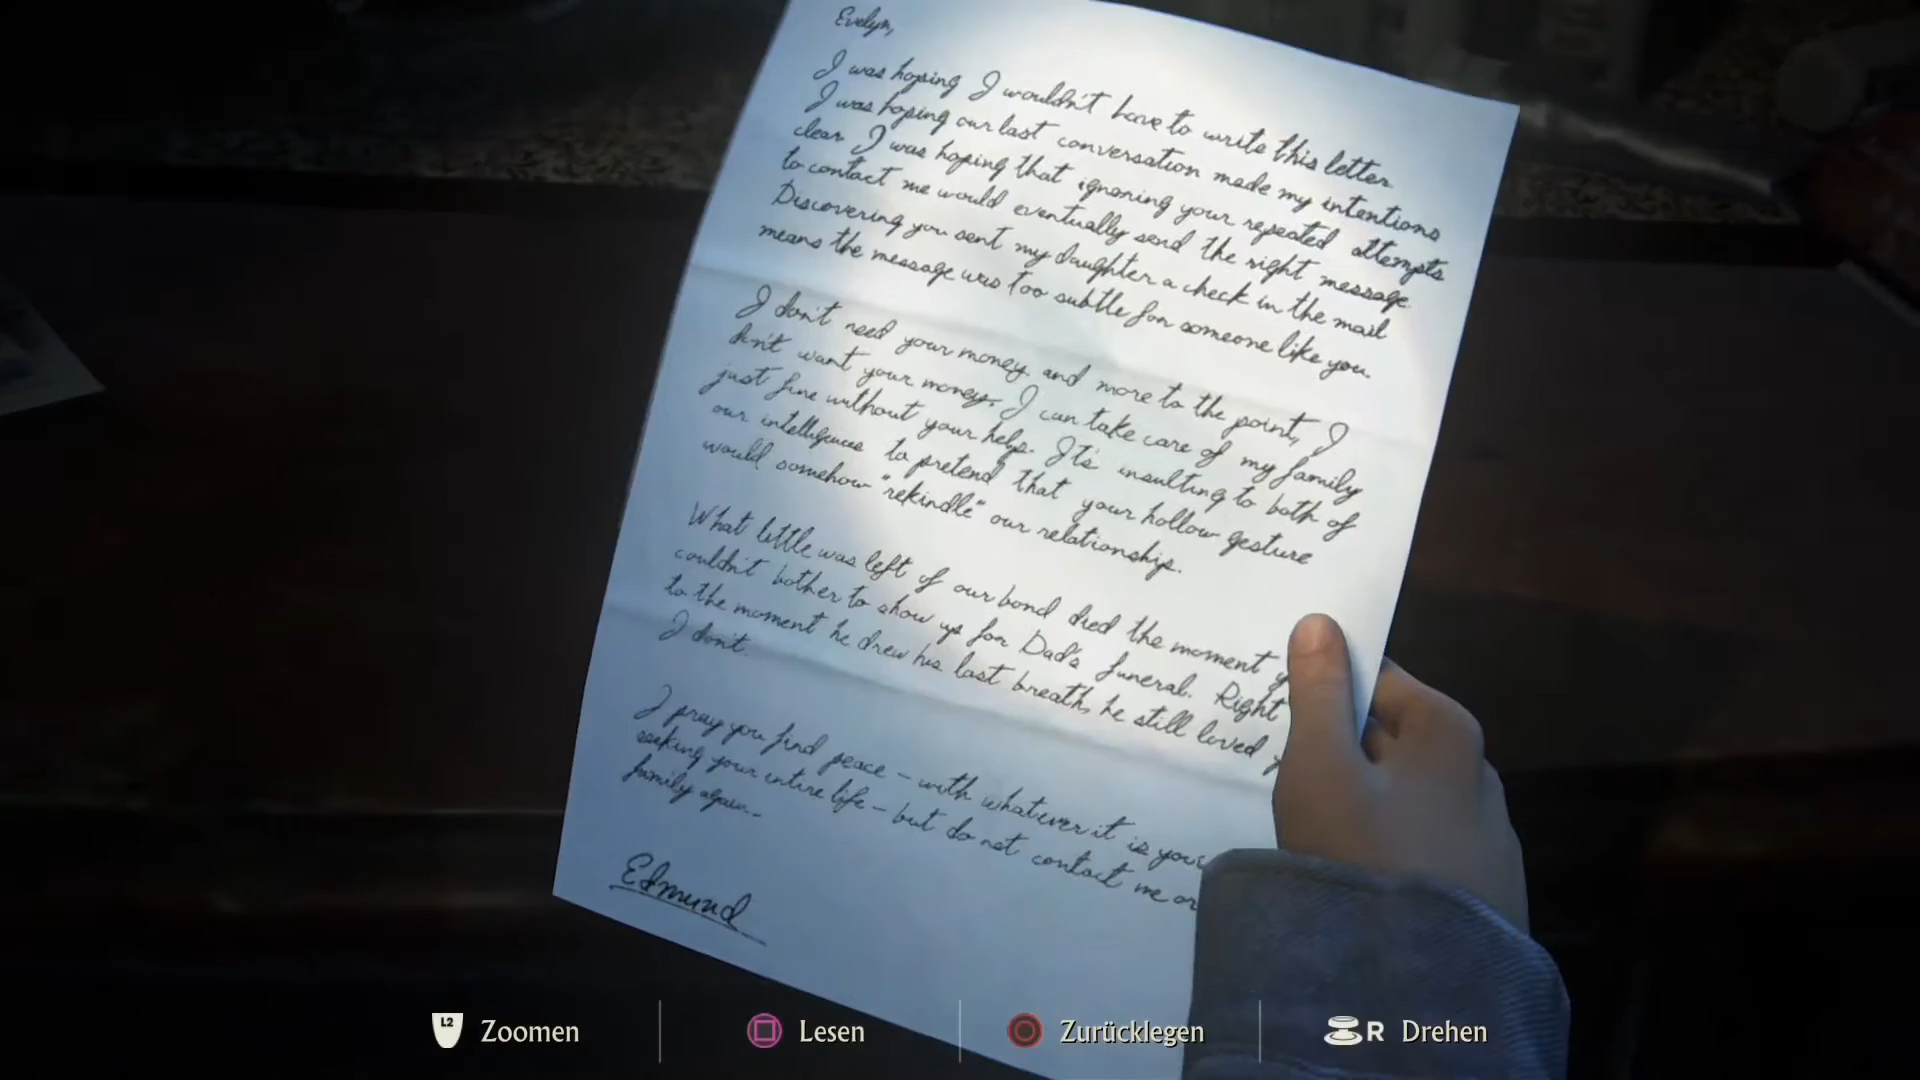 Evelyn,
I was hoping I wouldn't have to write this letter.
I was hoping our last conversation made my intentions
clear. I was hoping that ignoring your repeated attempts
to contact me would eventually send the right message.
Discovering you sent my daughter a check in the mail
means the message was too subtle for someone like you.
I don't need your money and more to the point, I
don't want your money. I can take care of my family
just fine without your help. It's insulting to both of
our intelligences to pretend that your hollow gesture
would somehow "rekindle" our relationship.
What little was left of our bond died the moment
couldn't bother to show up for Dad's funeral. Right
to the moment he drew his last breath, he still loved
I don't.
I pray you find peace - with whatever it is
seeking your entire life - but do not contact me or
family again.
Edmund
L2 Zoomen
Lesen
Zurücklegen
R Drehen